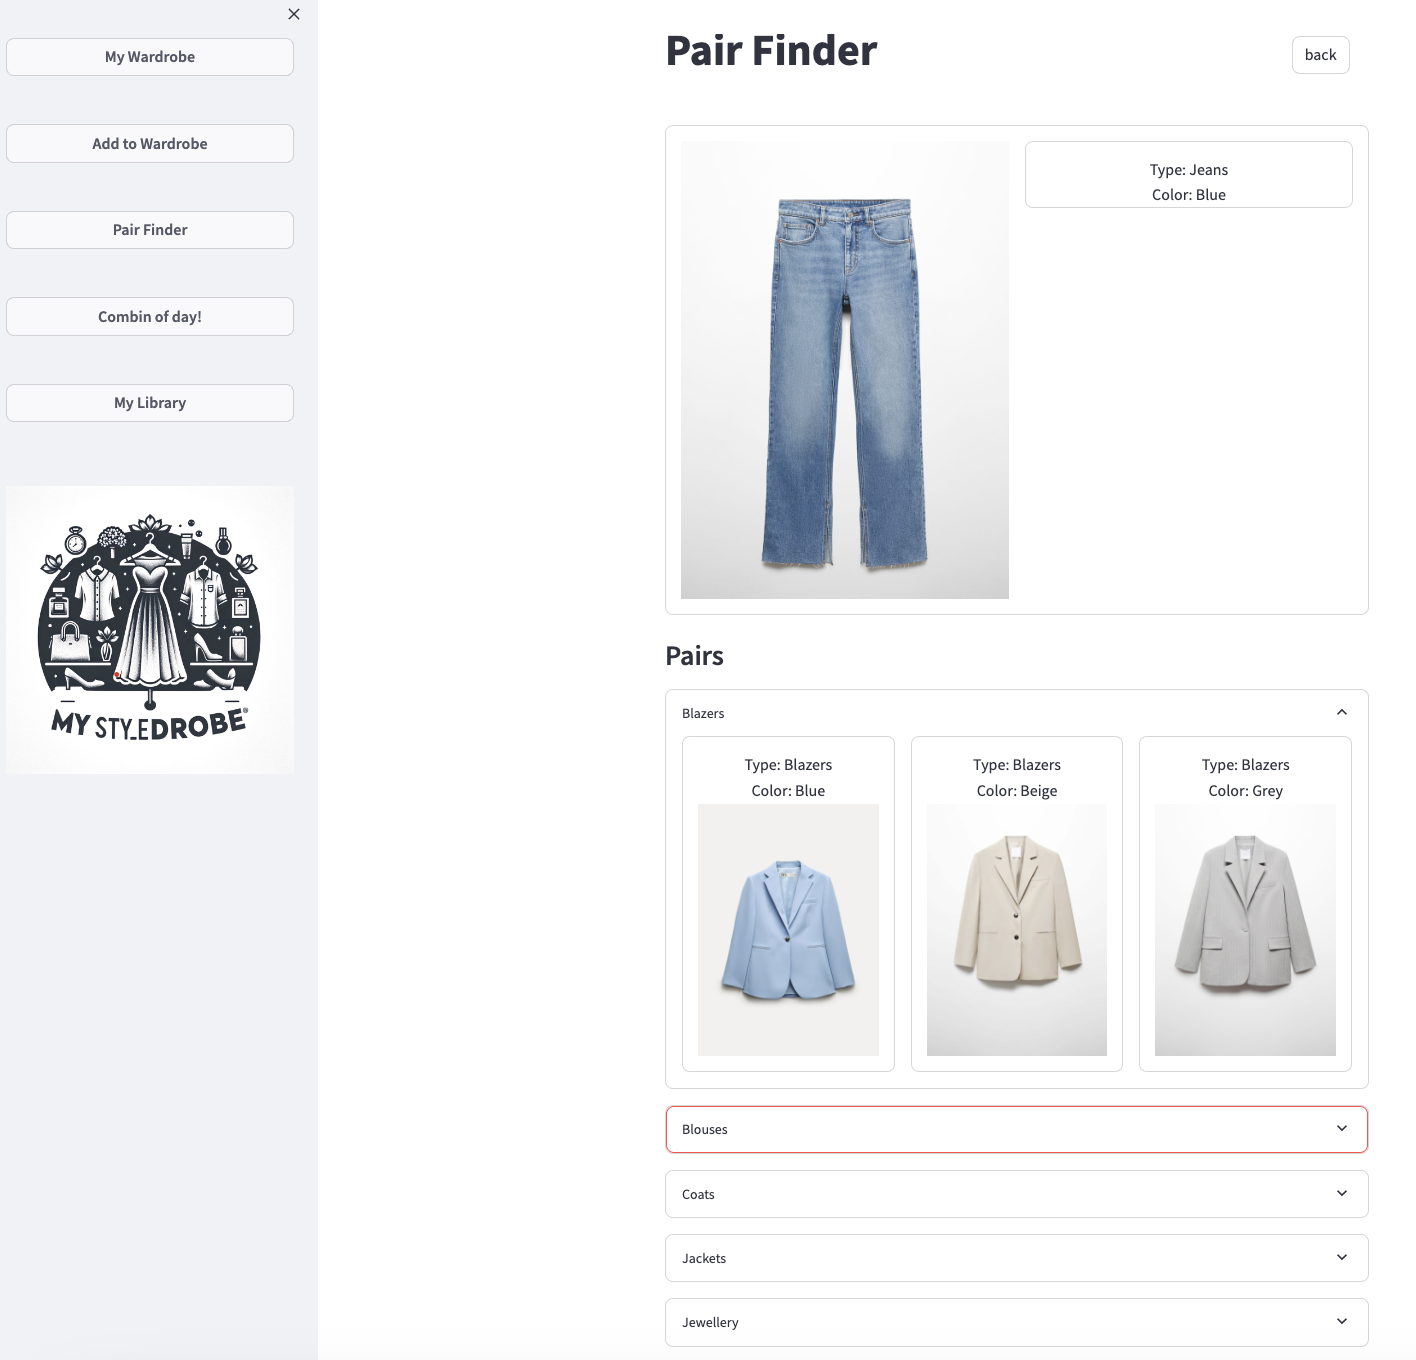 My Wardrobe
Add to Wardrobe
Pair Finder
Combin of day!
My Library
MY STYLEDROBE®
Pair Finder
back
Type: Jeans
Color: Blue
Pairs
Blazers
Type: Blazers
Color: Blue
Type: Blazers
Color: Beige
Type: Blazers
Color: Grey
Blouses
Coats
Jackets
Jewellery